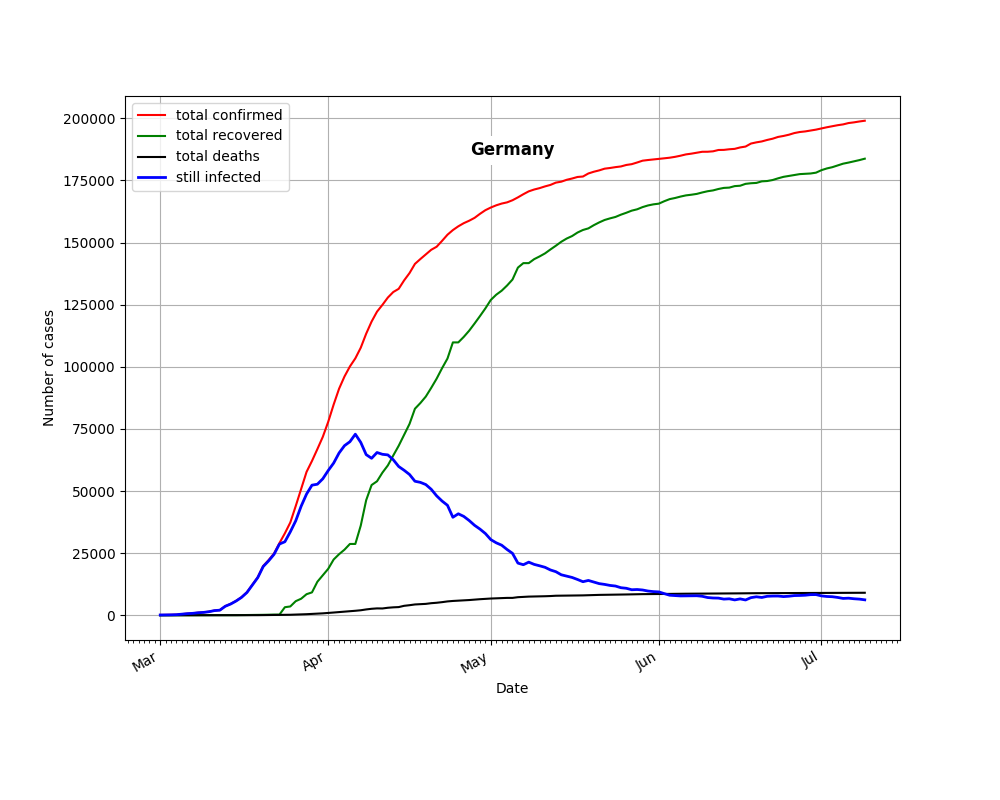 total confirmed
total recovered
total deaths
still infected
Germany
200000
175000
150000
125000
100000
75000
50000
25000
0
Number of cases
Mar
Apr
May
Jun
Jul
Date